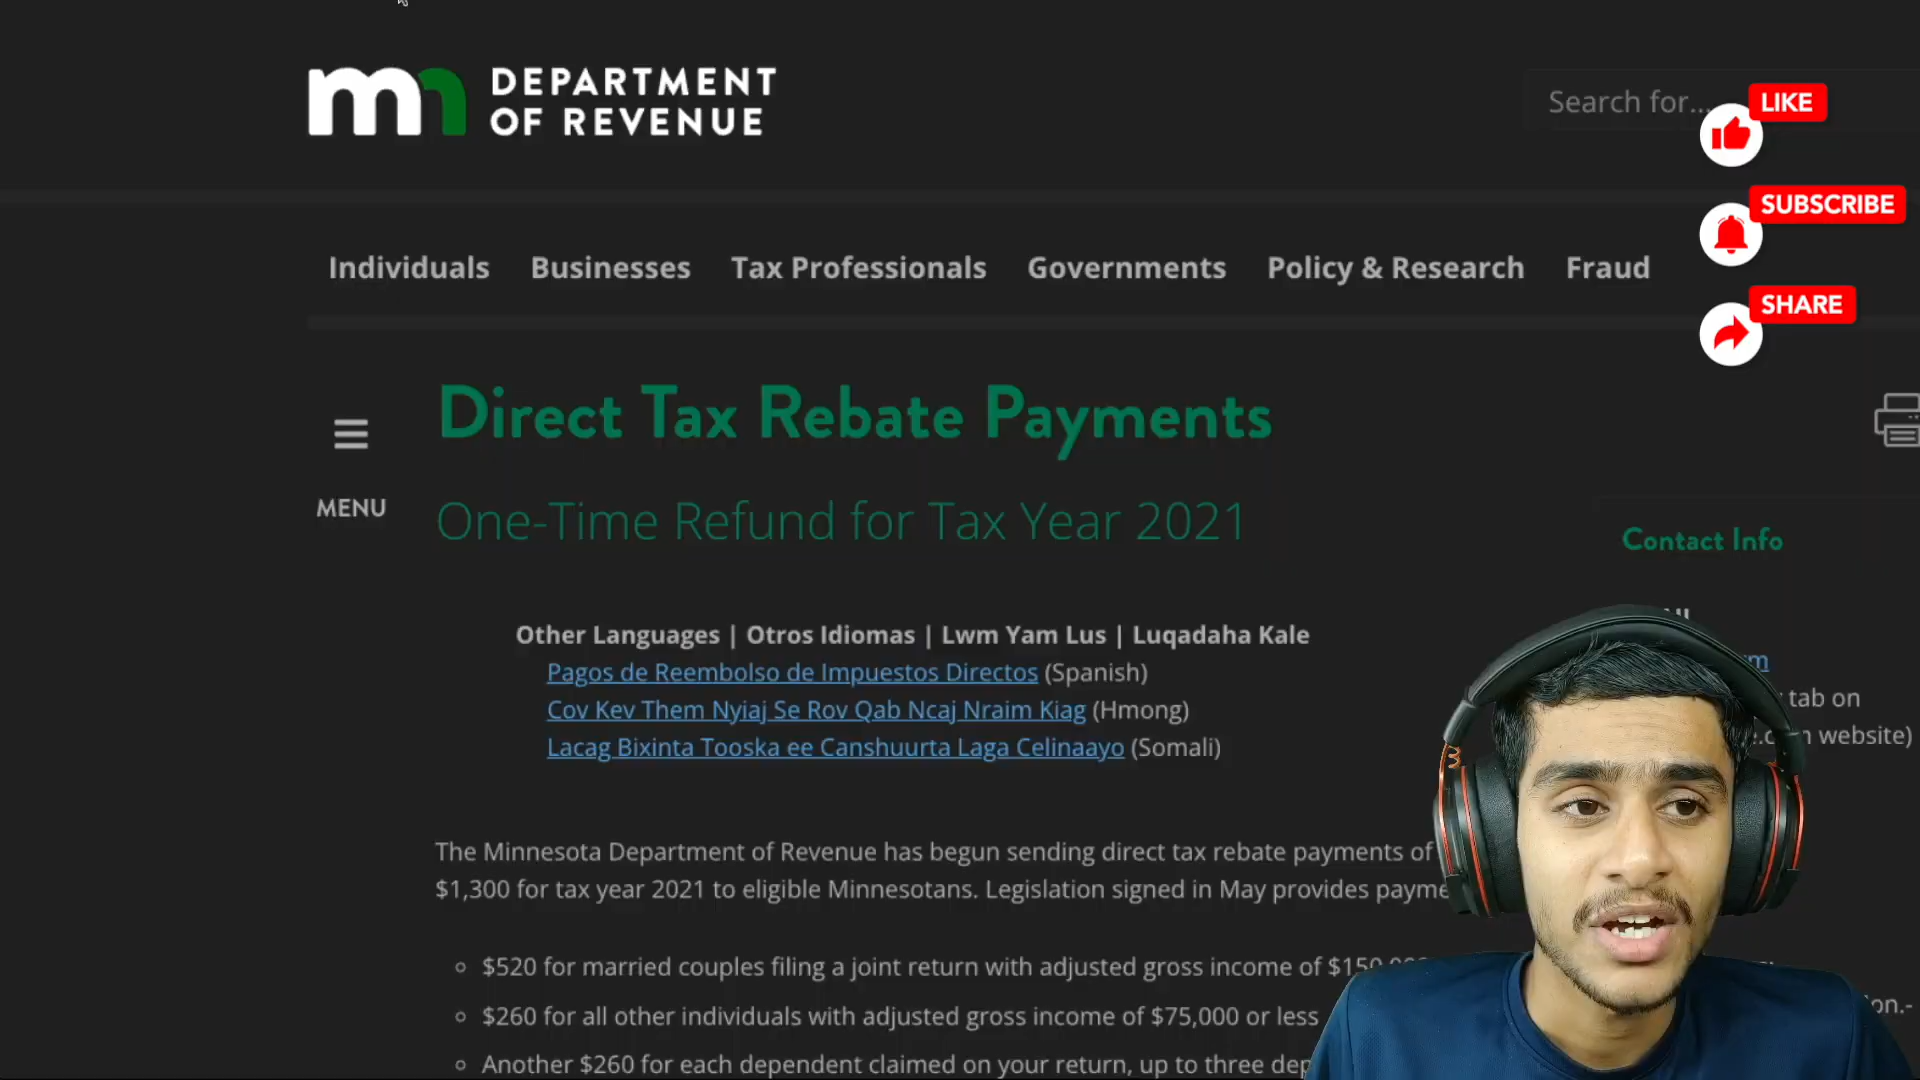 mn DEPARTMENT
OF REVENUE
Search for...
LIKE
SUBSCRIBE
SHARE
Individuals Businesses Tax Professionals Governments Policy & Research Fraud
Direct Tax Rebate Payments
MENU
One-Time Refund for Tax Year 2021
Contact Info
Other Languages | Otros Idiomas | Lwm Yam Lus | Luqadaha Kale
Pagos de Reembolso de Impuestos Directos (Spanish)
Cov Kev Them Nyiaj Se Rov Qab Ncaj Nraim Kiag (Hmong)
Lacag Bixinta Tooska ee Canshuurta Laga Celinaayo (Somali)
tab on
website)
The Minnesota Department of Revenue has begun sending direct tax rebate payments of
$1,300 for tax year 2021 to eligible Minnesotans. Legislation signed in May provides
$520 for married couples filing a joint return with adjusted gross income of
$260 for all other individuals with adjusted gross income of $75,000 or less
Another $260 for each dependent claimed on your return, up to three